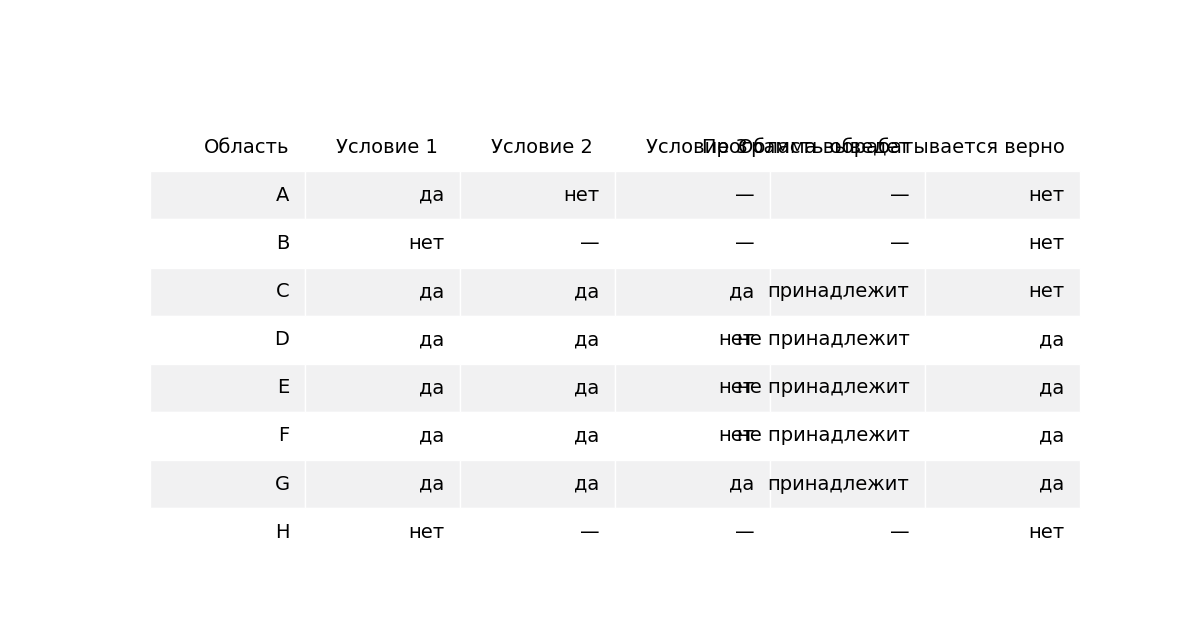 Область Условие 1 Условие 2 Условие 3 Программа выведет Область обрабатывается верно
A да нет — — нет
B нет — — — нет
C да да да принадлежит нет
D да да нет не принадлежит да
E да да нет не принадлежит да
F да да нет не принадлежит да
G да да да принадлежит да
H нет — — — нет